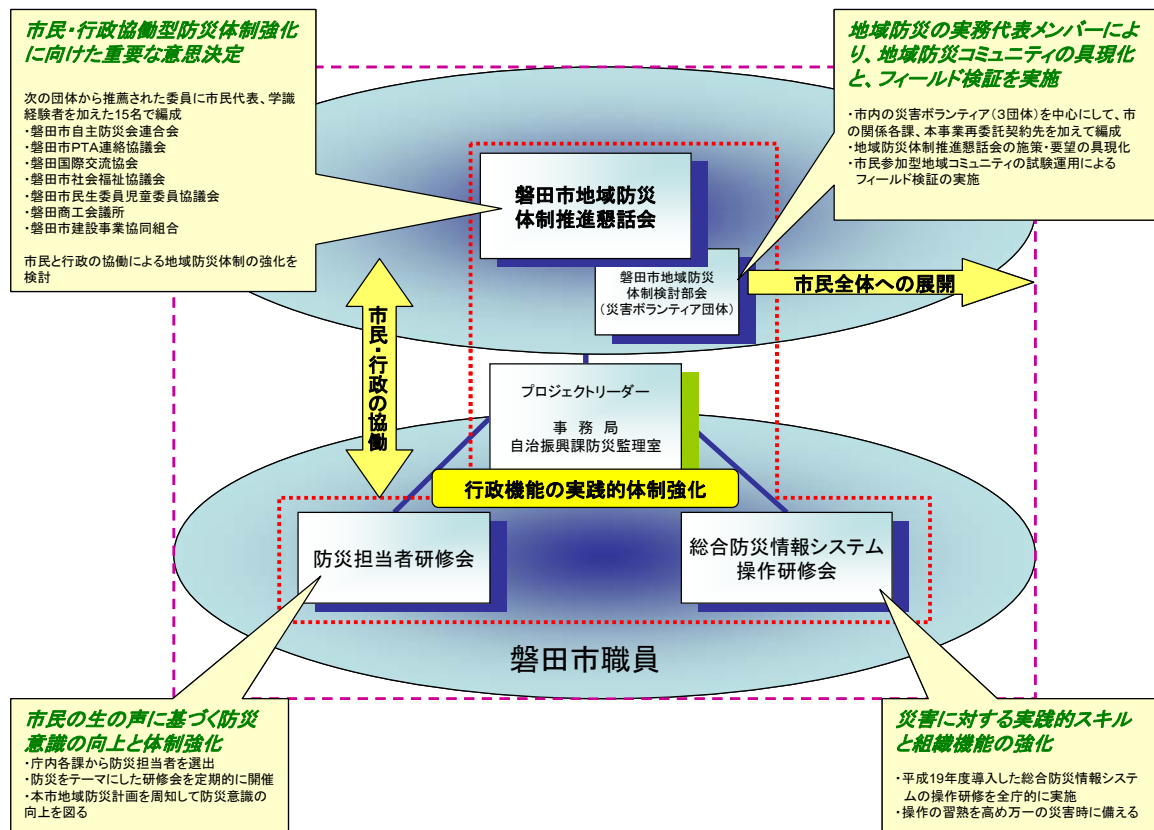 市民・行政協働型防災体制強化
に向けた重要な意思決定
次の団体から推薦された委員に市民代表、学識
経験者を加えた15名で編成
・磐田市自主防災会連合会
・磐田市PTA連絡協議会
・磐田国際交流協会
・磐田市社会福祉協議会
・磐田市民生委員児童委員協議会
・磐田商工会議所
・磐田市建設事業協同組合
市民と行政の協働による地域防災体制の強化を
検討
地域防災の実務代表メンバーによ
り、地域防災コミュニティの具現化
と、フィールド検証を実施
・市内の災害ボランティア(3団体)を中心にして、市
の関係各課、本事業再委託契約先を加えて編成
・地域防災体制推進懇話会の施策・要望の具現化
・市民参加型地域コミュニティの試験運用による
フィールド検証の実施
磐田市地域防災
体制推進懇話会
磐田市地域防災
体制検討部会
(災害ボランティア団体)
市民全体への展開
市民・行政の協働
プロジェクトリーダー
事 務 局
自治振興課防災監理室
行政機能の実践的体制強化
防災担当者研修会
総合防災情報システム
操作研修会
磐田市職員
市民の生の声に基づく防災
意識の向上と体制強化
・庁内各課から防災担当者を選出
・防災をテーマにした研修会を定期的に開催
・本市地域防災計画を周知して防災意識の
向上を図る
災害に対する実践的スキル
と組織機能の強化
・平成19年度導入した総合防災情報システ
ムの操作研修を全庁的に実施
・操作の習熟を高め万一の災害時に備える